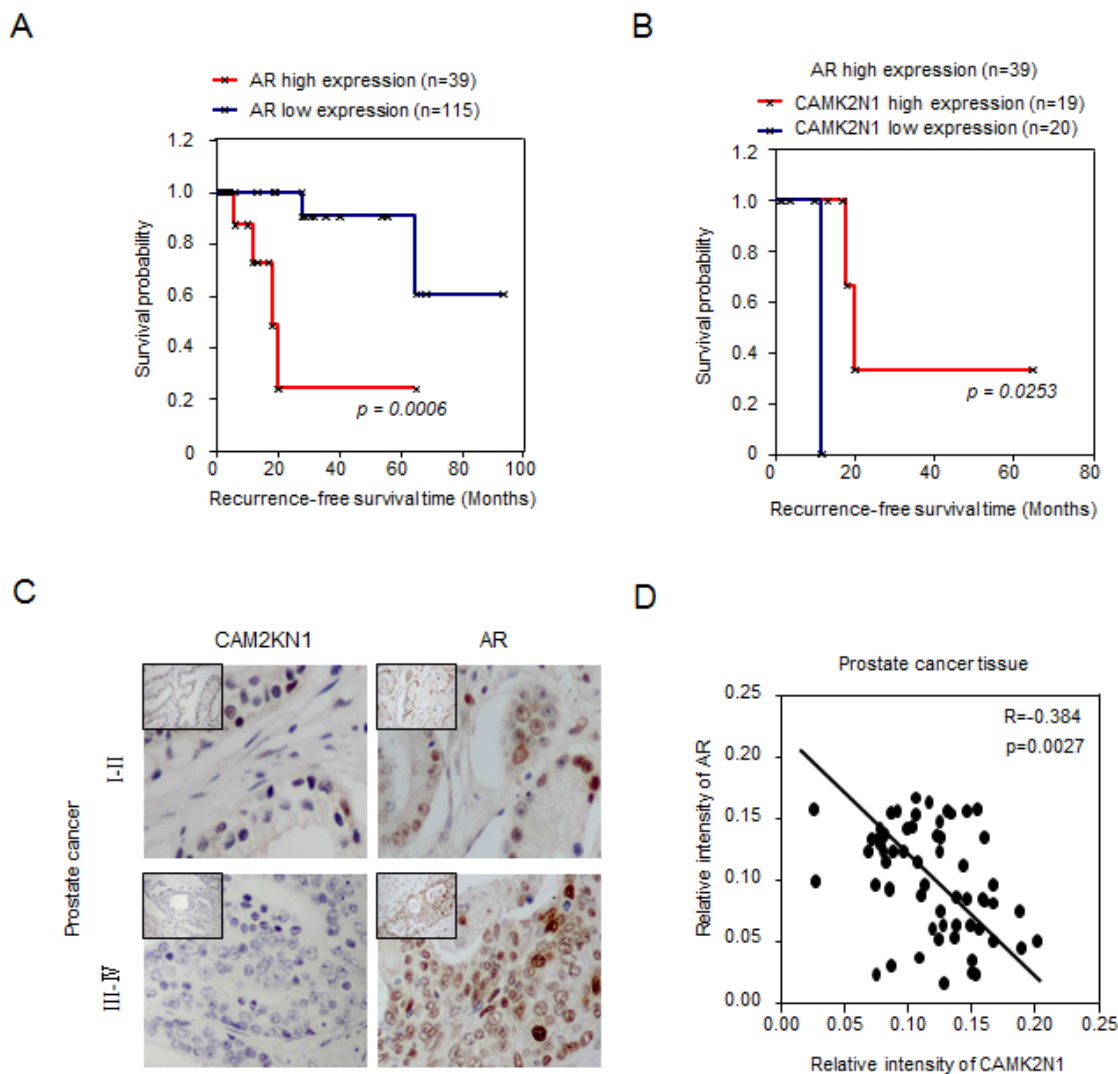 A
AR high expression (n=39)
AR low expression (n=115)
1.2
1.0
0.8
0.6
0.4
0.2
0
Survival probability
p = 0.0006
0 20 40 60 80 100
Recurrence-free survival time (Months)
B
AR high expression (n=39)
CAMK2N1 high expression (n=19)
CAMK2N1 low expression (n=20)
1.2
1.0
0.8
0.6
0.4
0.2
0
Survival probability
p = 0.0253
0 20 40 60 80
Recurrence-free survival time (Months)
C
CAM2KN1 AR
Prostate cancer
I-II
III-IV
D
Prostate cancer tissue
R=-0.384
p=0.0027
0.25
0.20
0.15
0.10
0.05
0.00
Relative intensity of AR
0.00 0.05 0.10 0.15 0.20 0.25
Relative intensity of CAMK2N1